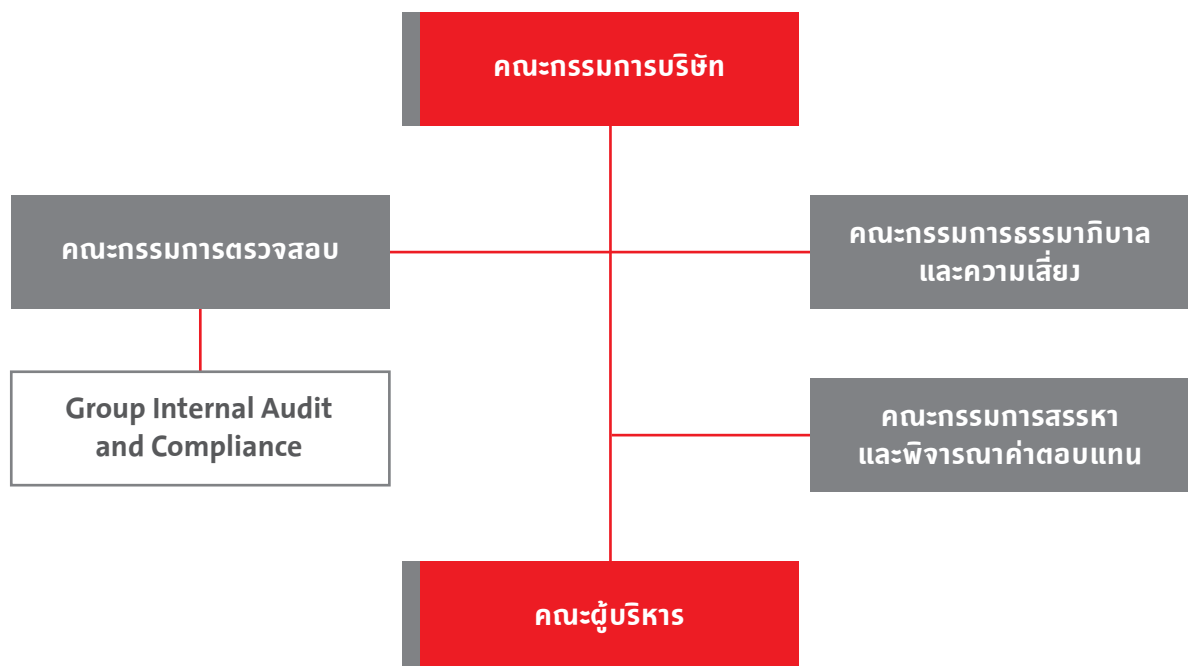 คณะกรรมการบริษัท
คณะกรรมการตรวจสอบ
คณะกรรมการธรรมาภิบาล
และความเสี่ยง
Group Internal Audit
and Compliance
คณะกรรมการสรรหา
และพิจารณาค่าตอบแทน
คณะผู้บริหาร